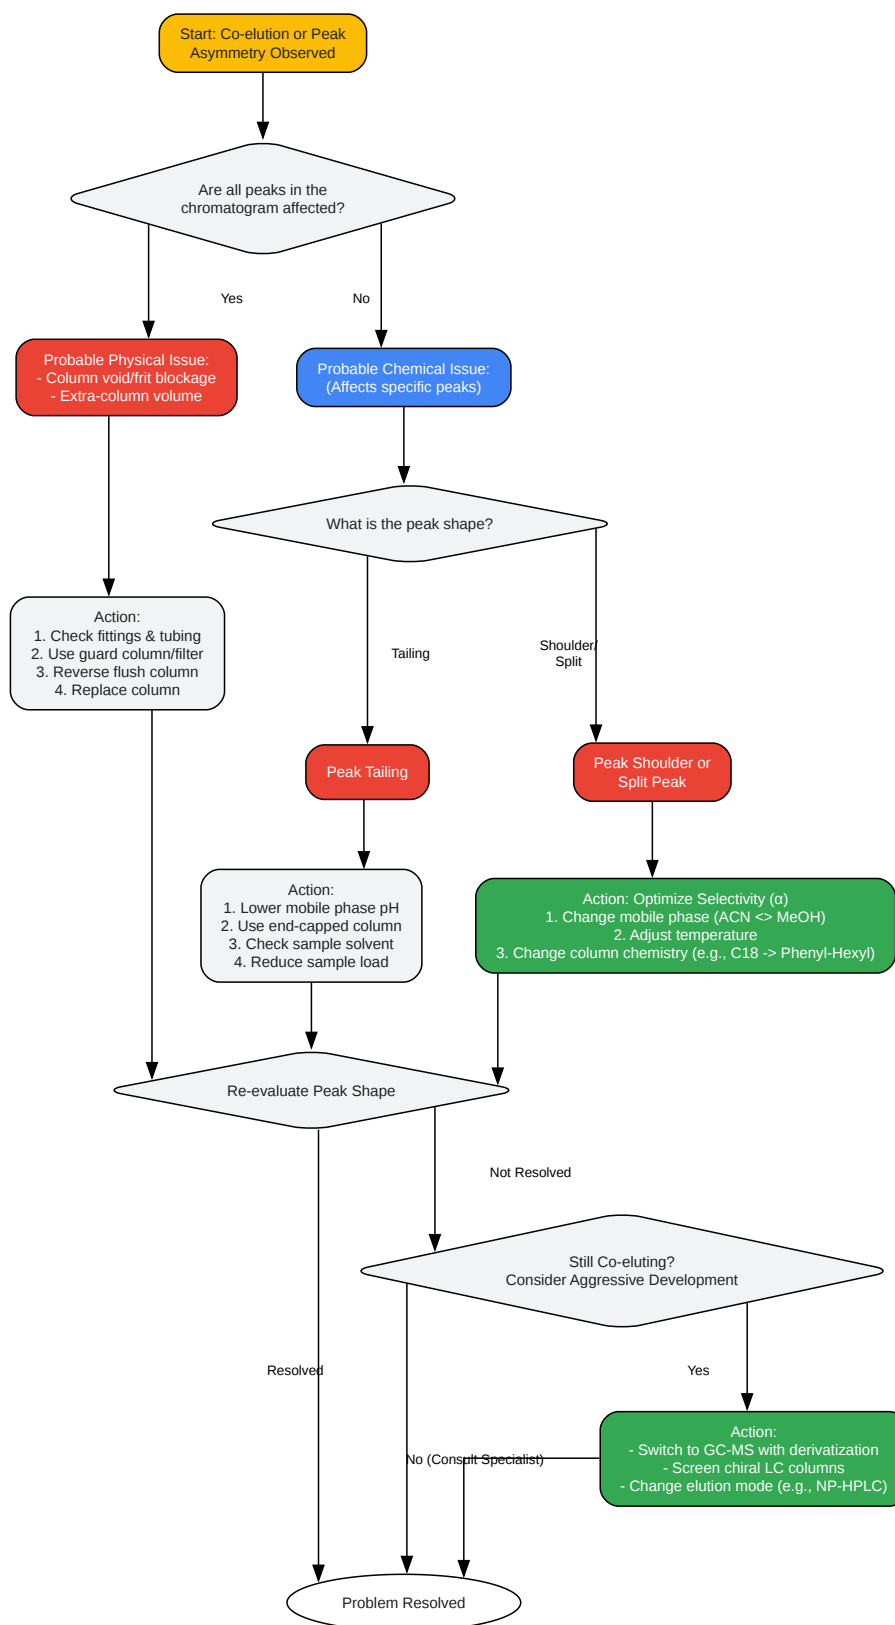 Start: Co-elution or Peak
Asymmetry Observed
Are all peaks in the
chromatogram affected?
Yes
No
Probable Physical Issue:
- Column void/frit blockage
- Extra-column volume
Probable Chemical Issue:
(Affects specific peaks)
What is the peak shape?
Action:
1. Check fittings & tubing
2. Use guard column/filter
3. Reverse flush column
4. Replace column
Tailing
Shoulder/
Split
Peak Tailing
Peak Shoulder or
Split Peak
Action:
1. Lower mobile phase pH
2. Use end-capped column
3. Check sample solvent
4. Reduce sample load
Action: Optimize Selectivity (α)
1. Change mobile phase (ACN <> MeOH)
2. Adjust temperature
3. Change column chemistry (e.g., C18 -> Phenyl-Hexyl)
Re-evaluate Peak Shape
Not Resolved
Still Co-eluting?
Consider Aggressive Development
Resolved
Yes
Action:
- Switch to GC-MS with derivatization
- Screen chiral LC columns
- Change elution mode (e.g., NP-HPLC)
No (Consult Specialist)
Problem Resolved